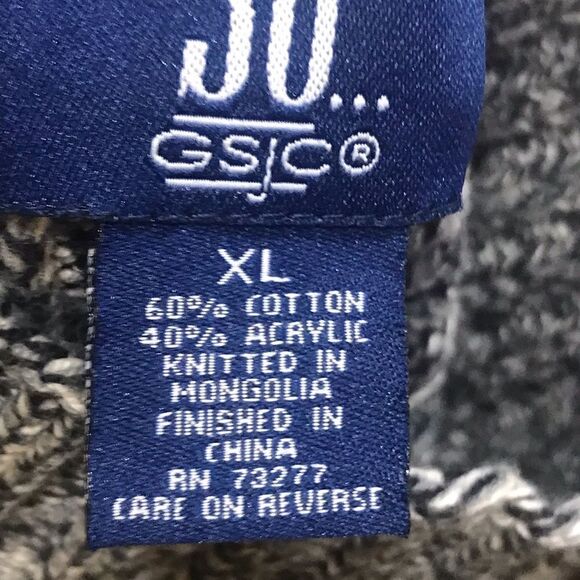 GSJC®
XL
60% COTTON
40% ACRYLIC
KNITTED IN
MONGOLIA
FINISHED IN
CHINA
RN 73277
CARE ON REVERSE